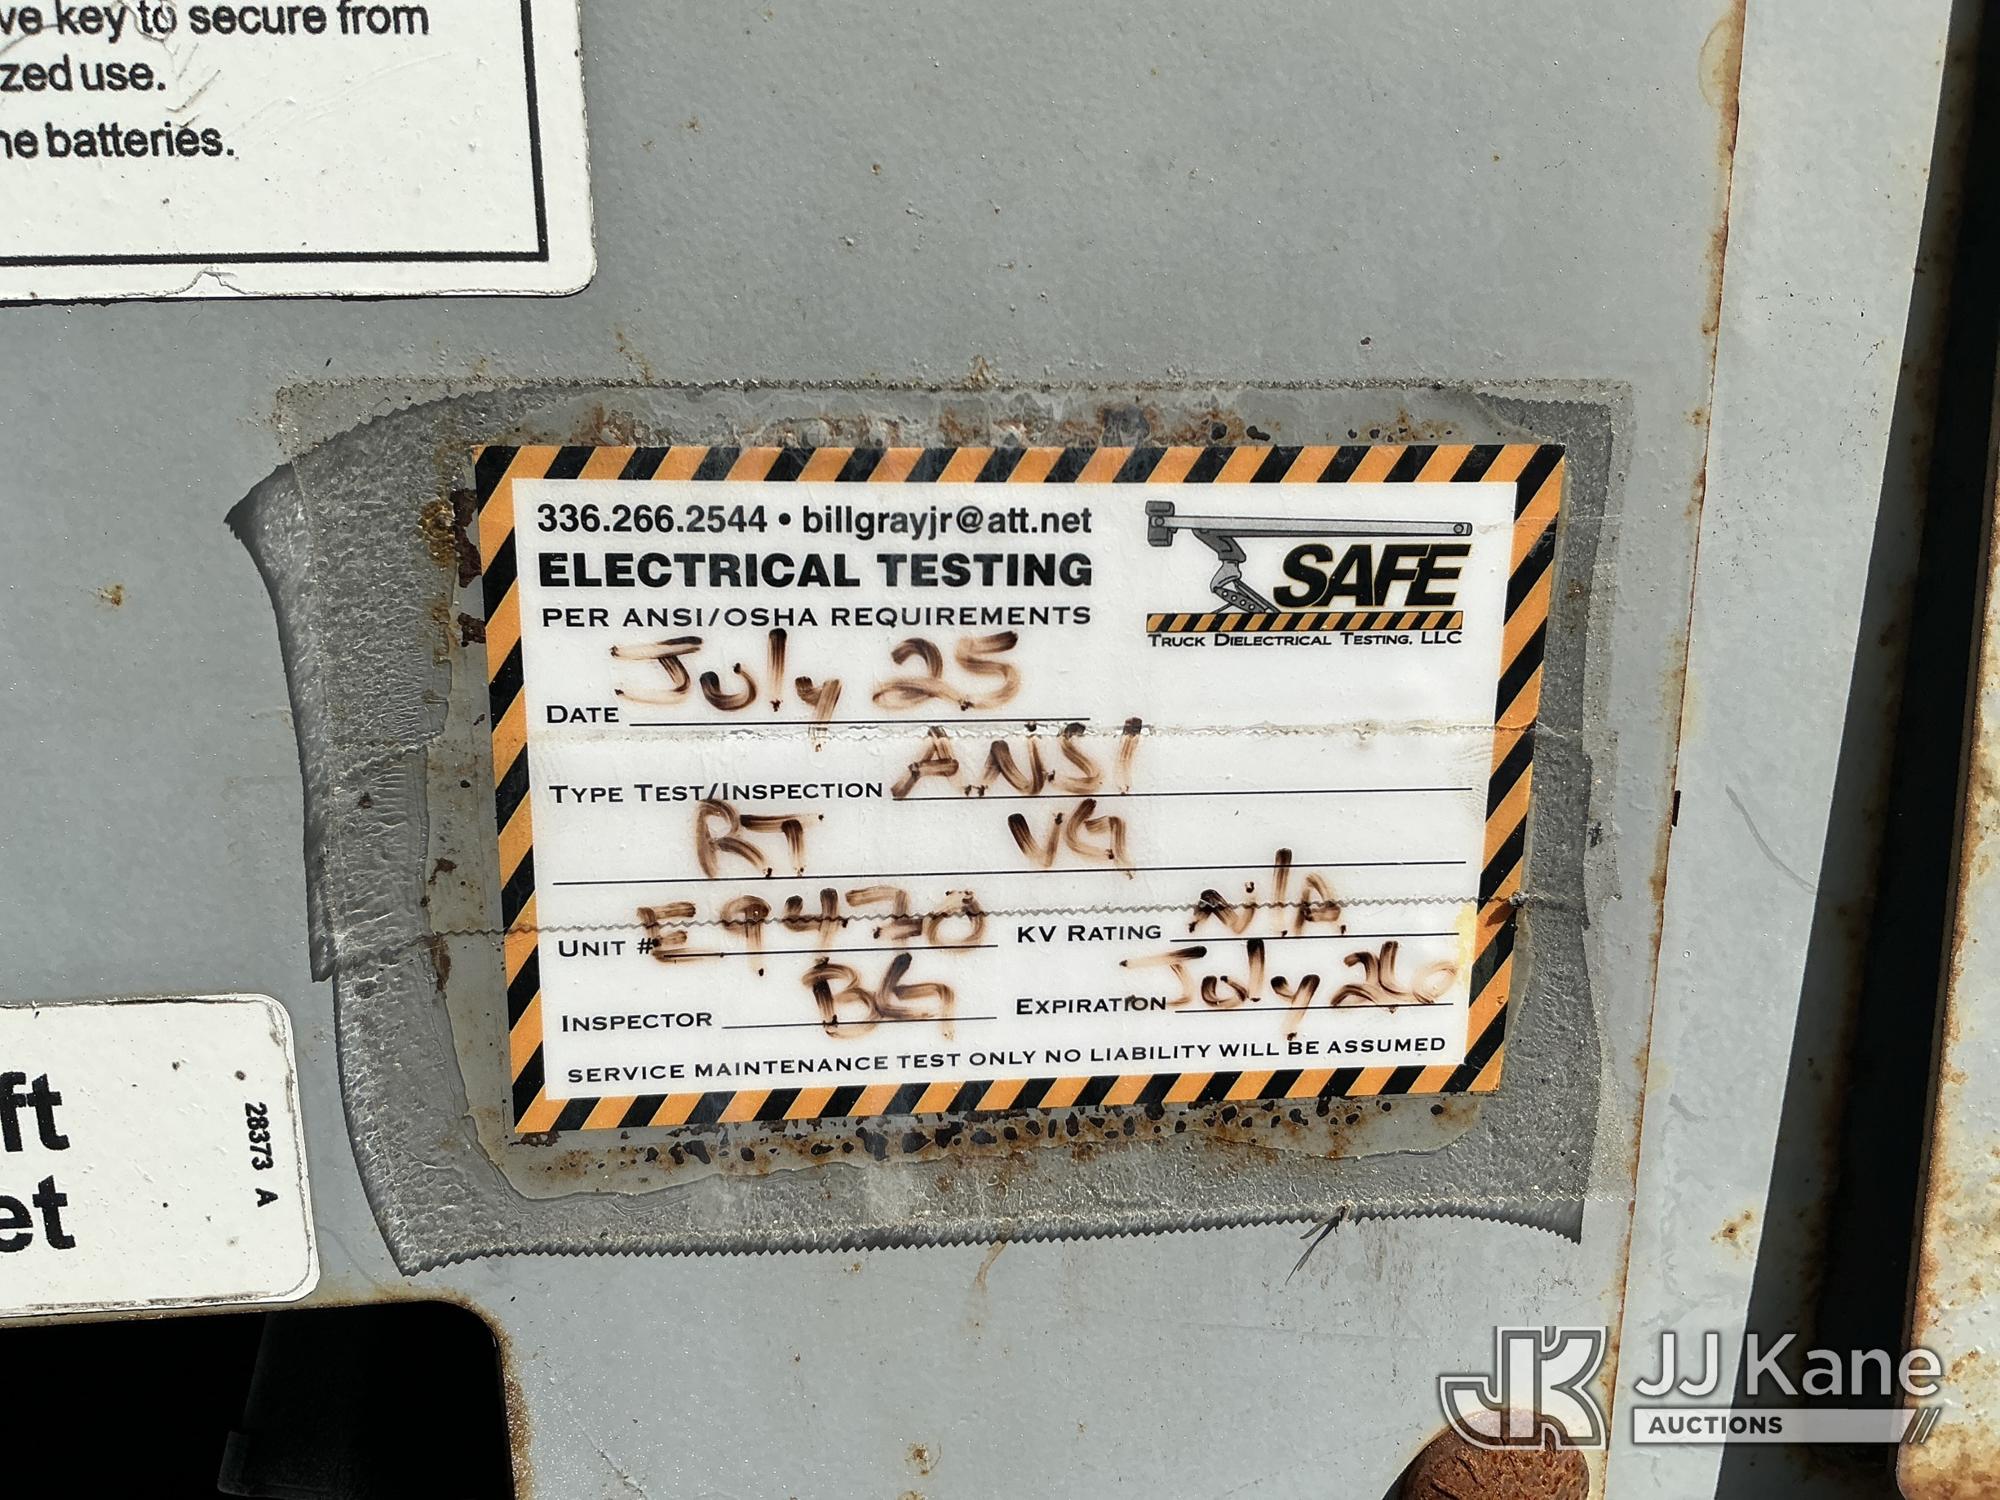 ve key to secure from
zed use.
he batteries.
336.266.2544 • billgrayjr@att.net
ELECTRICAL TESTING
PER ANSI/OSHA REQUIREMENTS
SAFE
TRUCK DIELECTRICAL TESTING, LLC
DATE July 25
TYPE TEST/INSPECTION ANSI
RT VG
UNIT # E9470 KV RATING N/A
INSPECTOR BG EXPIRATION July 26
SERVICE MAINTENANCE TEST ONLY NO LIABILITY WILL BE ASSUMED
ft
et
28373 A
JK JJ Kane
AUCTIONS